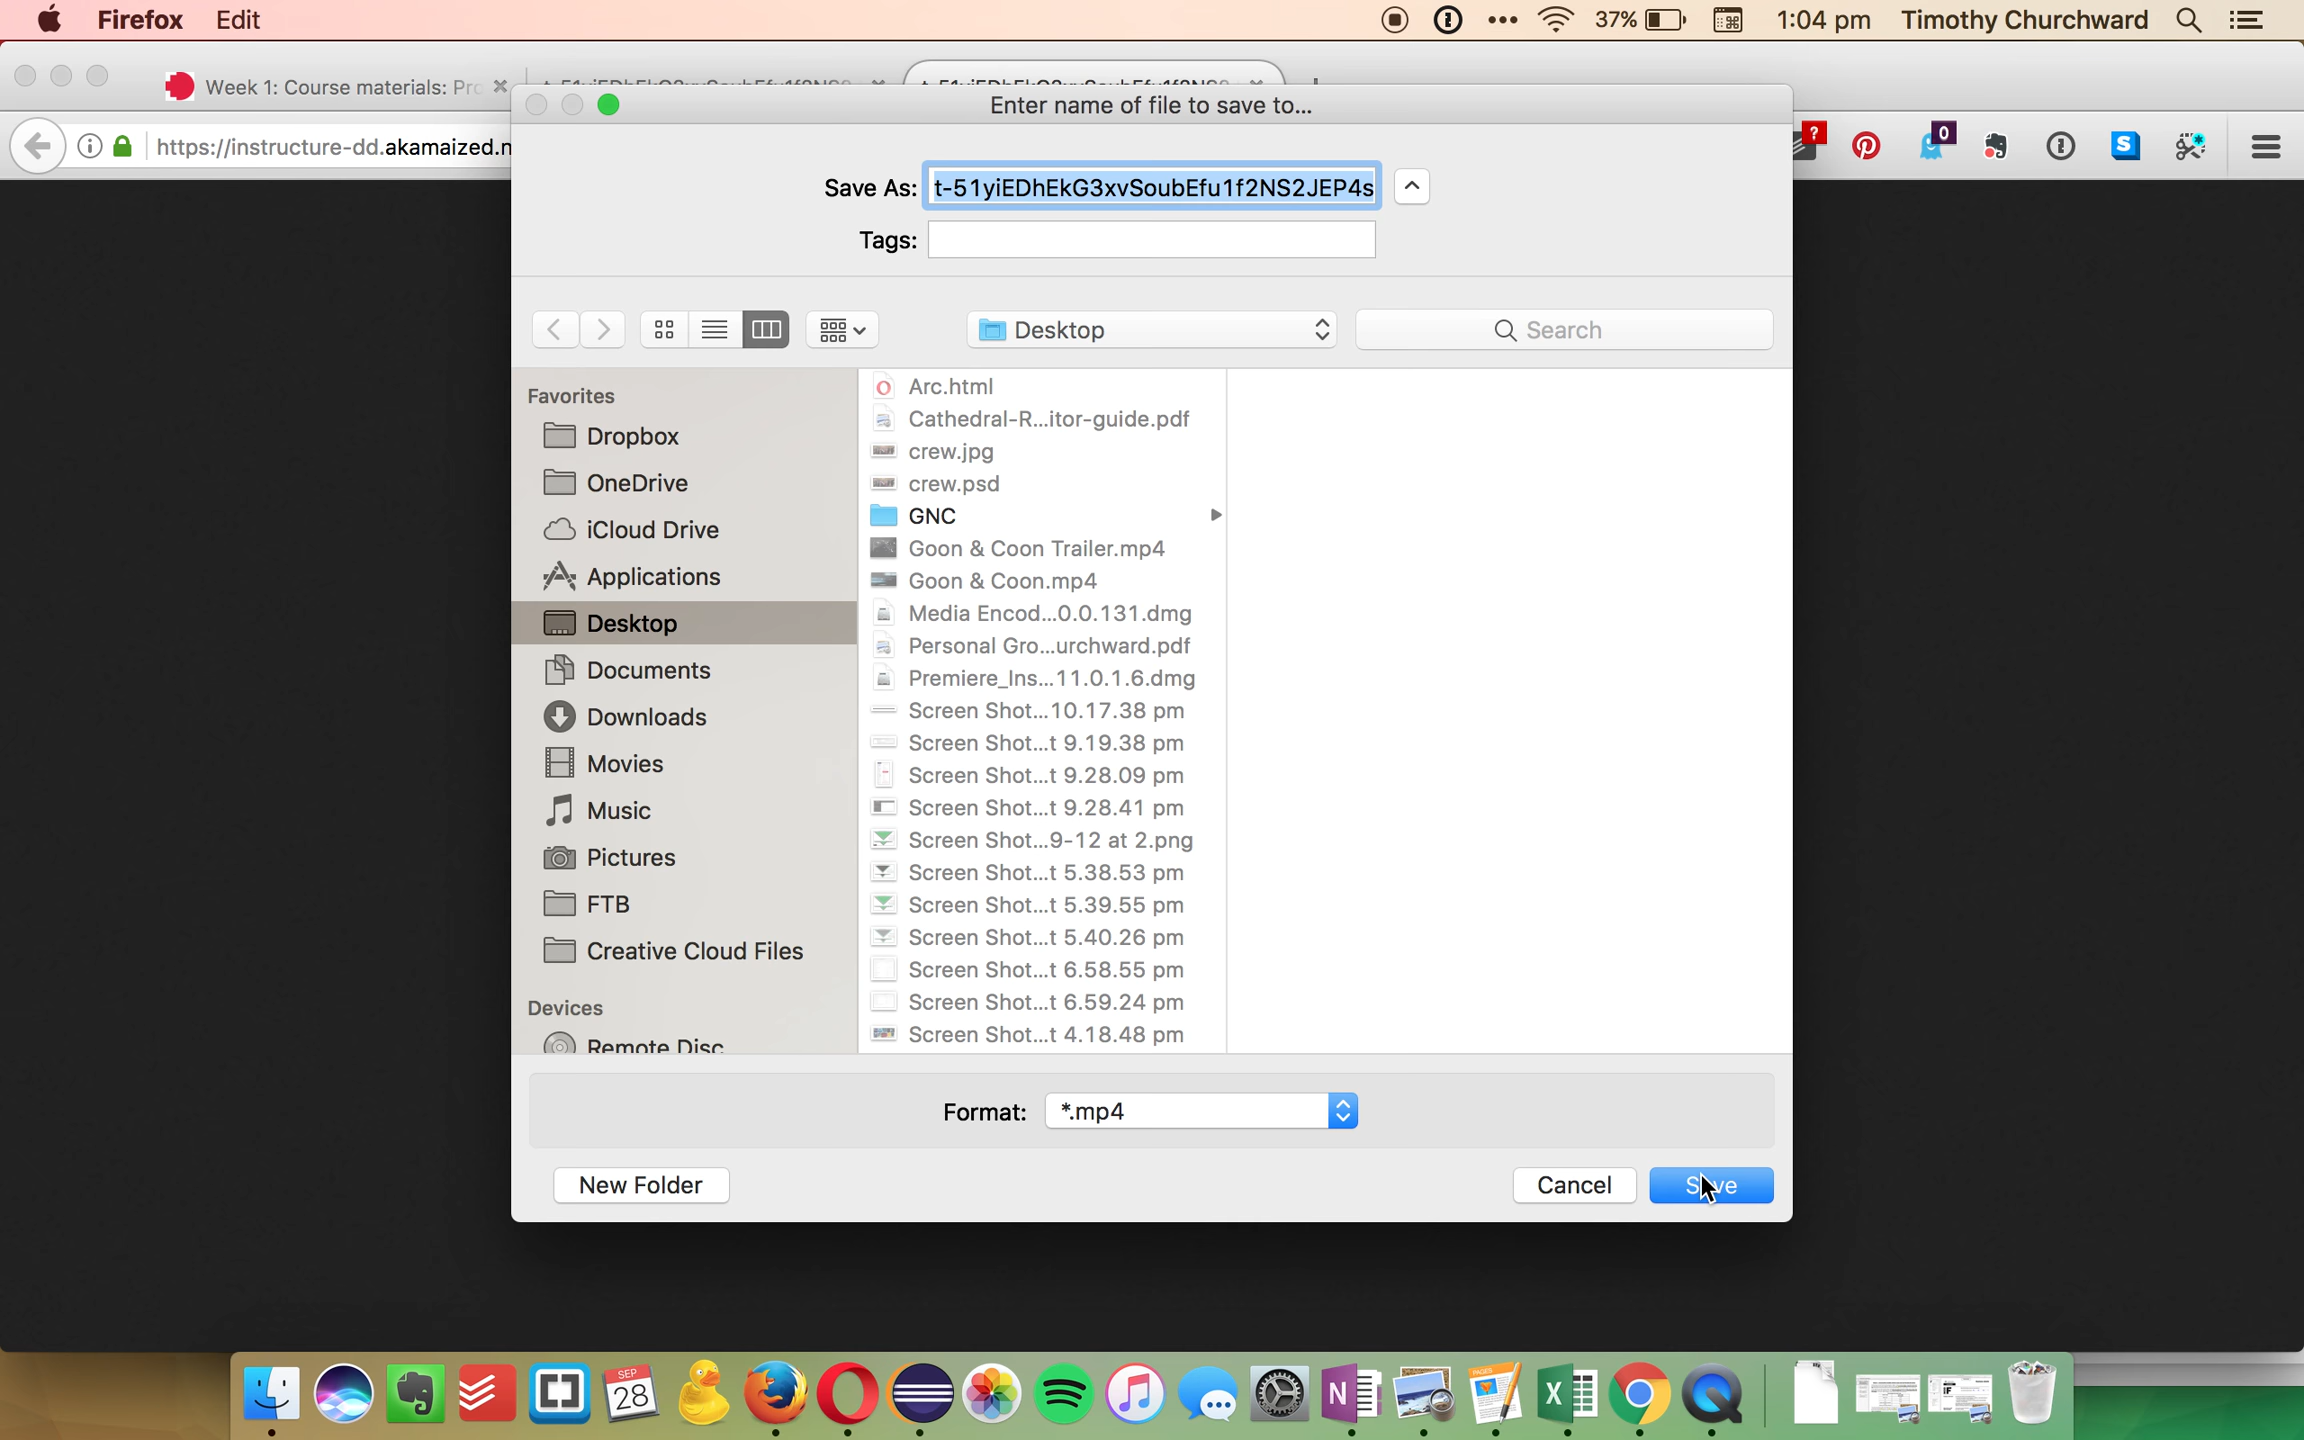 Firefox Edit 37% 1:04 pm Timothy Churchward
Week 1: Course materials: Pro
Enter name of file to save to...
https://instructure-dd.akamaized.n
? 0
Save As: t-51yiEDhEkG3xvSoubEfu1f2NS2JEP4s
Tags:
Desktop Search
Favorites
Dropbox
OneDrive
iCloud Drive
Applications
Desktop
Documents
Downloads
Movies
Music
Pictures
FTB
Creative Cloud Files
Devices
Remote Disc
Arc.html
Cathedral-R...itor-guide.pdf
crew.jpg
crew.psd
GNC
Goon & Coon Trailer.mp4
Goon & Coon.mp4
Media Encod...0.0.131.dmg
Personal Gro...urchward.pdf
Premiere_Ins...11.0.1.6.dmg
Screen Shot...10.17.38 pm
Screen Shot...t 9.19.38 pm
Screen Shot...t 9.28.09 pm
Screen Shot...t 9.28.41 pm
Screen Shot...9-12 at 2.png
Screen Shot...t 5.38.53 pm
Screen Shot...t 5.39.55 pm
Screen Shot...t 5.40.26 pm
Screen Shot...t 6.58.55 pm
Screen Shot...t 6.59.24 pm
Screen Shot...t 4.18.48 pm
Format: *.mp4
New Folder Cancel Save
SEP
28
PAGES